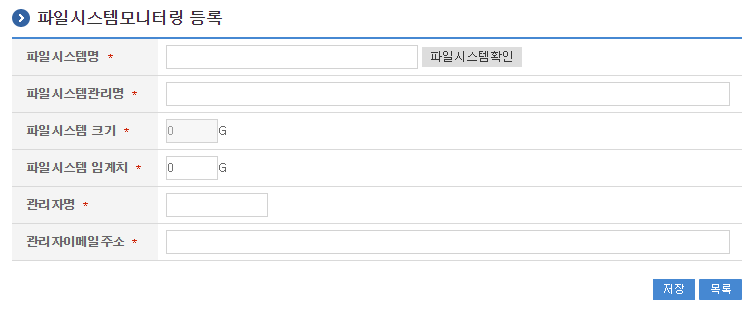 파일시스템모니터링 등록
파일시스템명 * 파일시스템확인
파일시스템관리명 *
파일시스템 크기 * 0 G
파일시스템 임계치 * 0 G
관리자명 *
관리자이메일주소 *
저장 목록